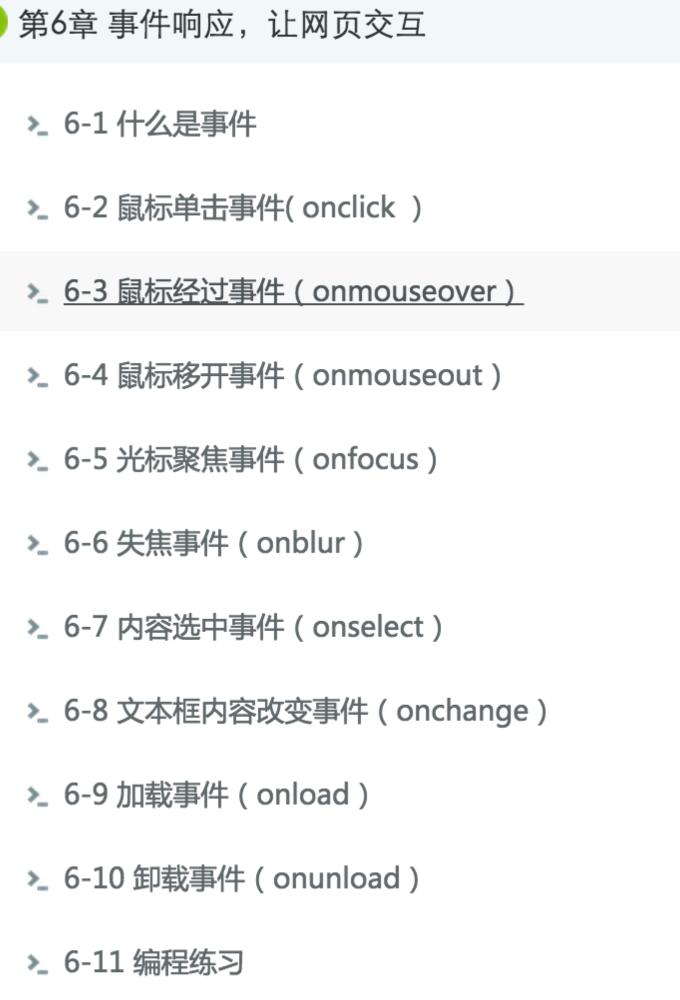 第6章 事件响应，让网页交互
6-1 什么是事件
6-2 鼠标单击事件( onclick ）
6-3 鼠标经过事件（onmouseover）
6-4 鼠标移开事件（onmouseout）
6-5 光标聚焦事件（onfocus）
6-6 失焦事件（onblur）
6-7 内容选中事件（onselect）
6-8 文本框内容改变事件（onchange）
6-9 加载事件（onload）
6-10 卸载事件（onunload）
6-11 编程练习